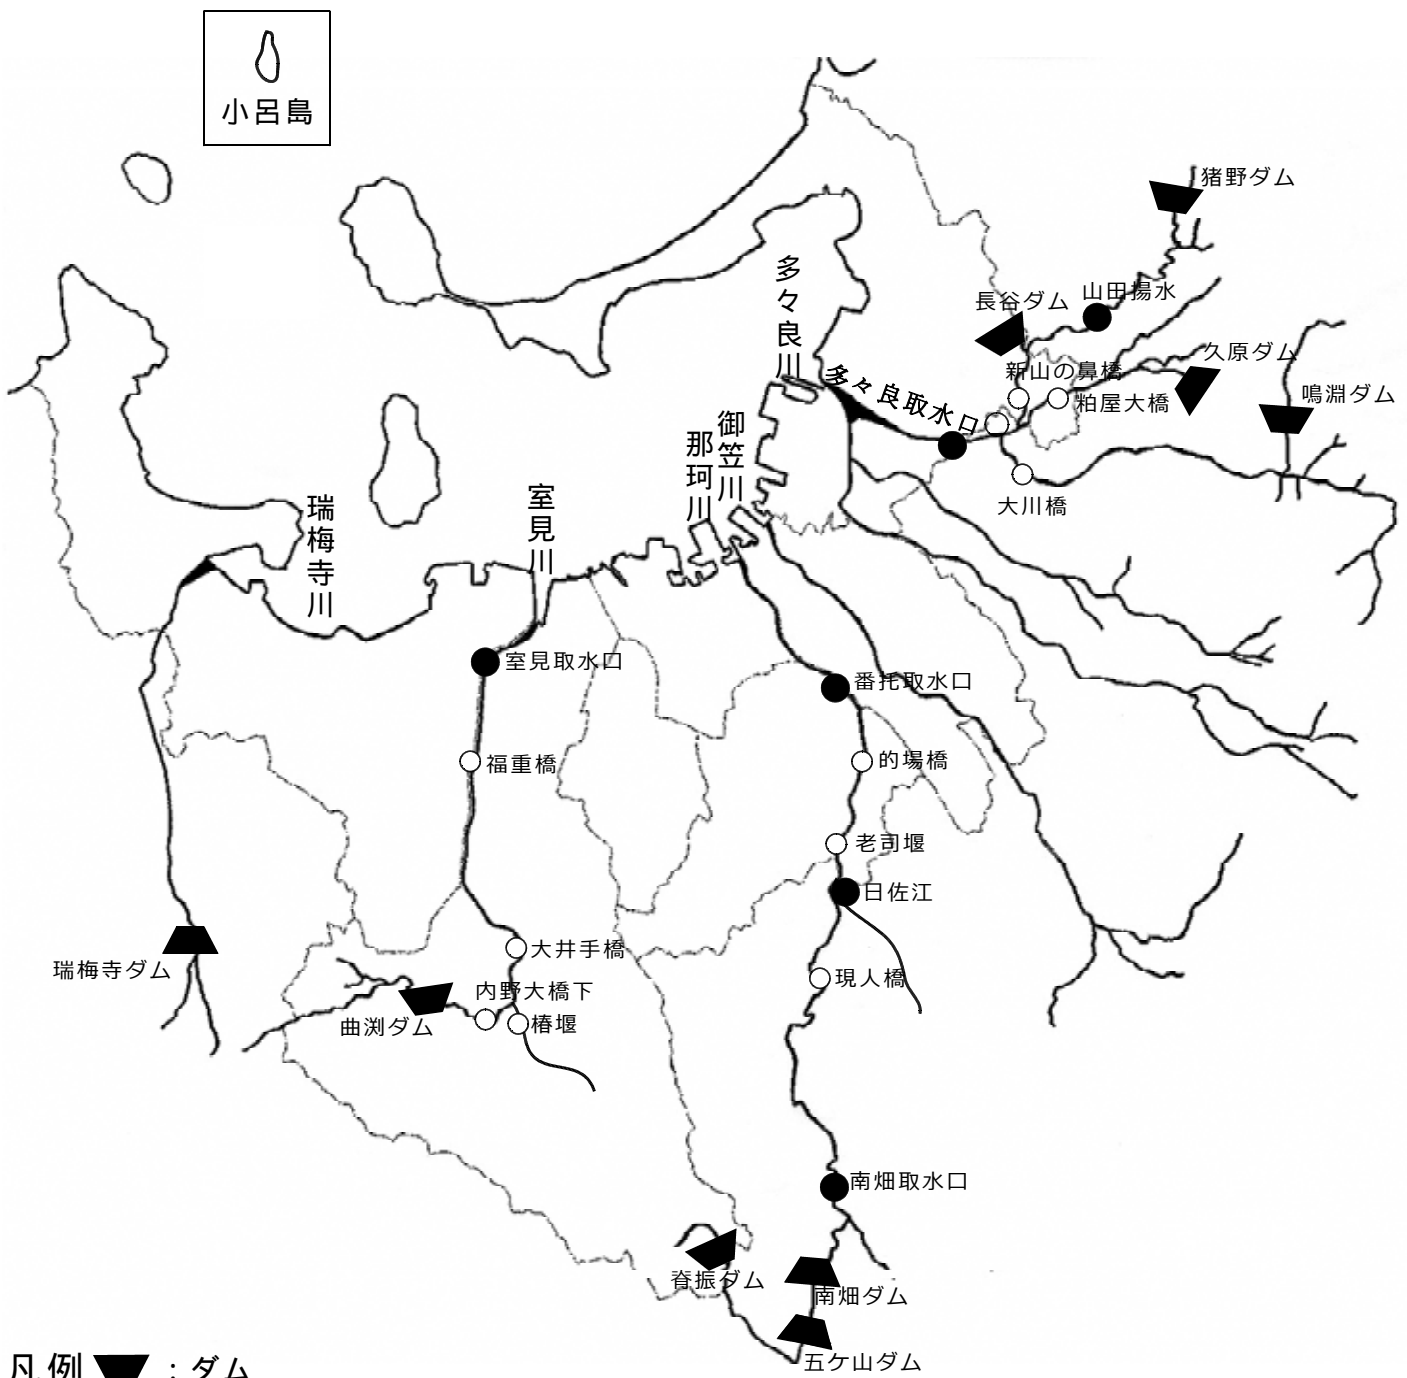 小呂島
猪野ダム
多々良川
山田揚水
長谷ダム
久原ダム
新山の鼻橋
多々良取水口
粕屋大橋
鳴淵ダム
御笠川
那珂川
室見川
瑞梅寺川
大川橋
室見取水口
番托取水口
福重橋
的場橋
老司堰
日佐江
大井手橋
瑞梅寺ダム
現人橋
内野大橋下
曲渕ダム
椿堰
南畑取水口
脊振ダム
南畑ダム
五ケ山ダム
凡例 : ダム